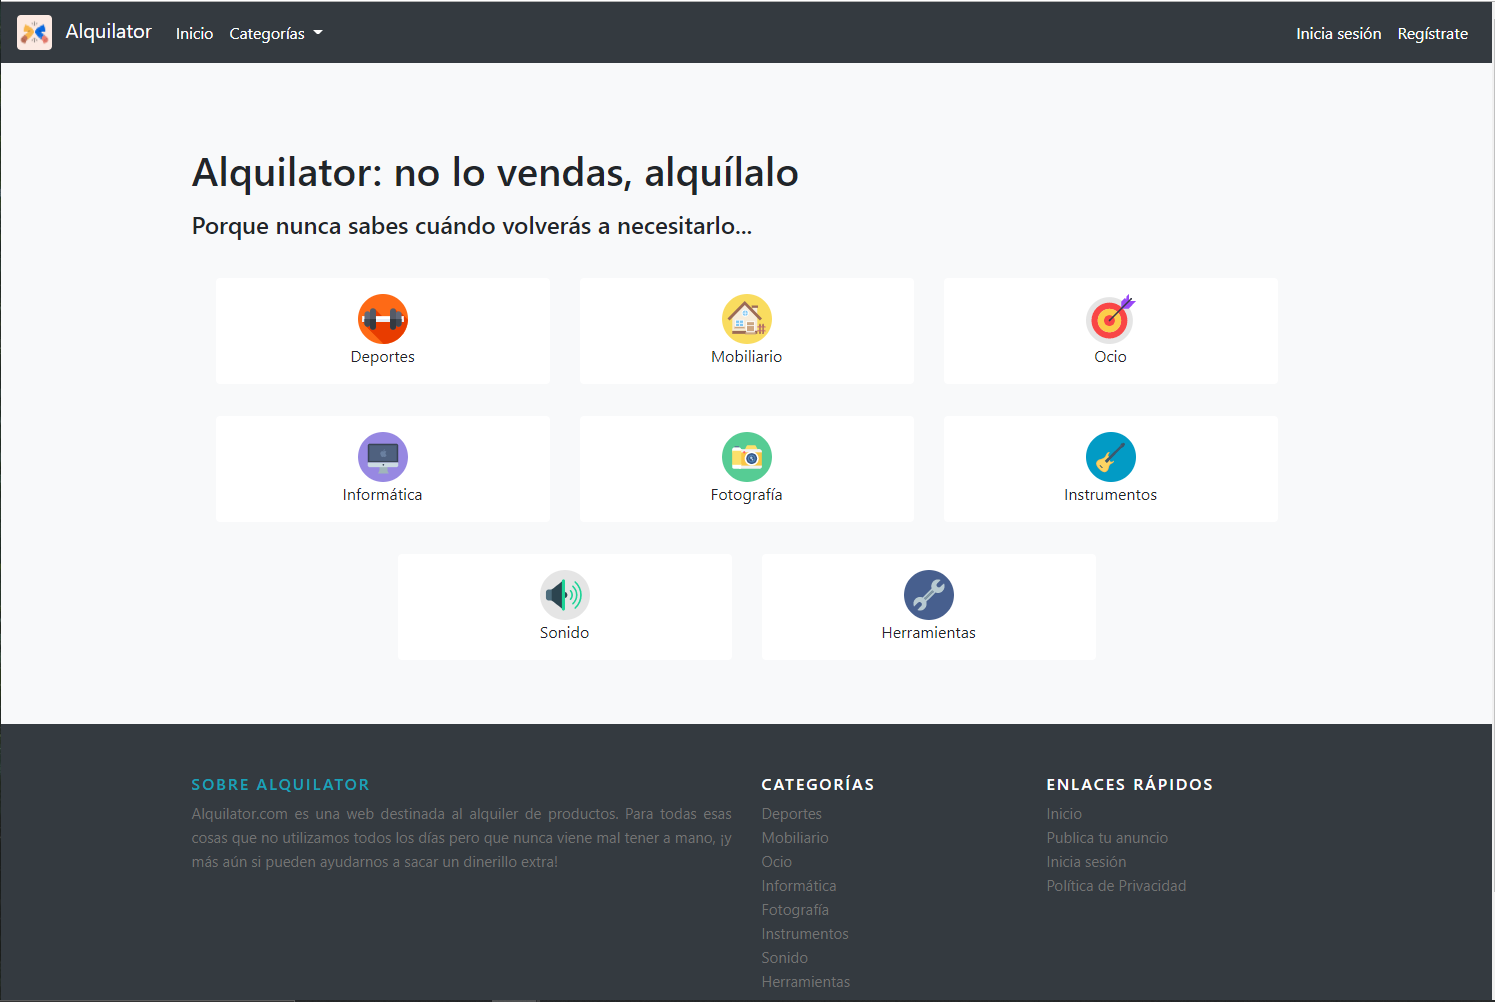 Alquilator Inicio Categorías Inicia sesión Regístrate
Alquilator: no lo vendas, alquílalo
Porque nunca sabes cuándo volverás a necesitarlo...
Deportes
Mobiliario
Ocio
Informática
Fotografía
Instrumentos
Sonido
Herramientas
SOBRE ALQUILATOR
Alquilator.com es una web destinada al alquiler de productos. Para todas esas
cosas que no utilizamos todos los días pero que nunca viene mal tener a mano, ¡y
más aún si pueden ayudarnos a sacar un dinerillo extra!
CATEGORÍAS
Deportes
Mobiliario
Ocio
Informática
Fotografía
Instrumentos
Sonido
Herramientas
ENLACES RÁPIDOS
Inicio
Publica tu anuncio
Inicia sesión
Política de Privacidad